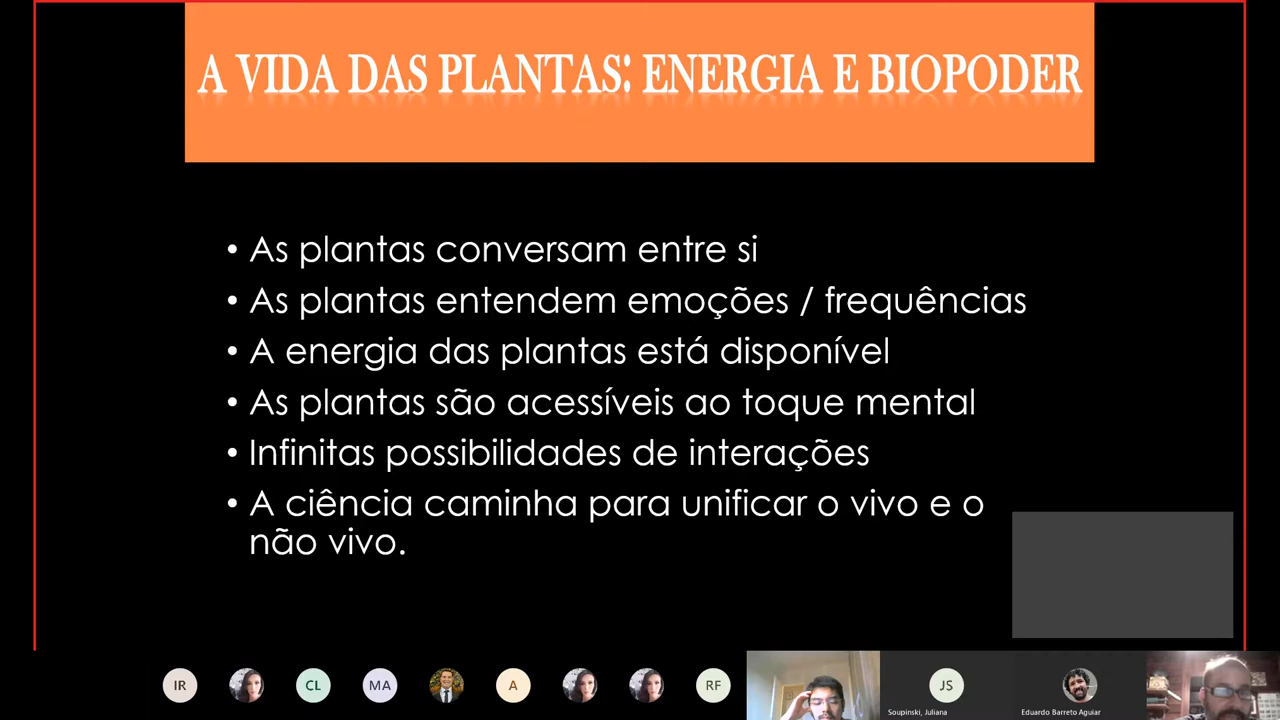 A VIDA DAS PLANTAS: ENERGIA E BIOPODER
• As plantas conversam entre si
• As plantas entendem emoções / frequências
• A energia das plantas está disponível
• As plantas são acessíveis ao toque mental
• Infinitas possibilidades de interações
• A ciência caminha para unificar o vivo e o
não vivo.
IR
CL
MA
A
RF
JS
Soupinski, Juliana
Eduardo Barreto Aguiar